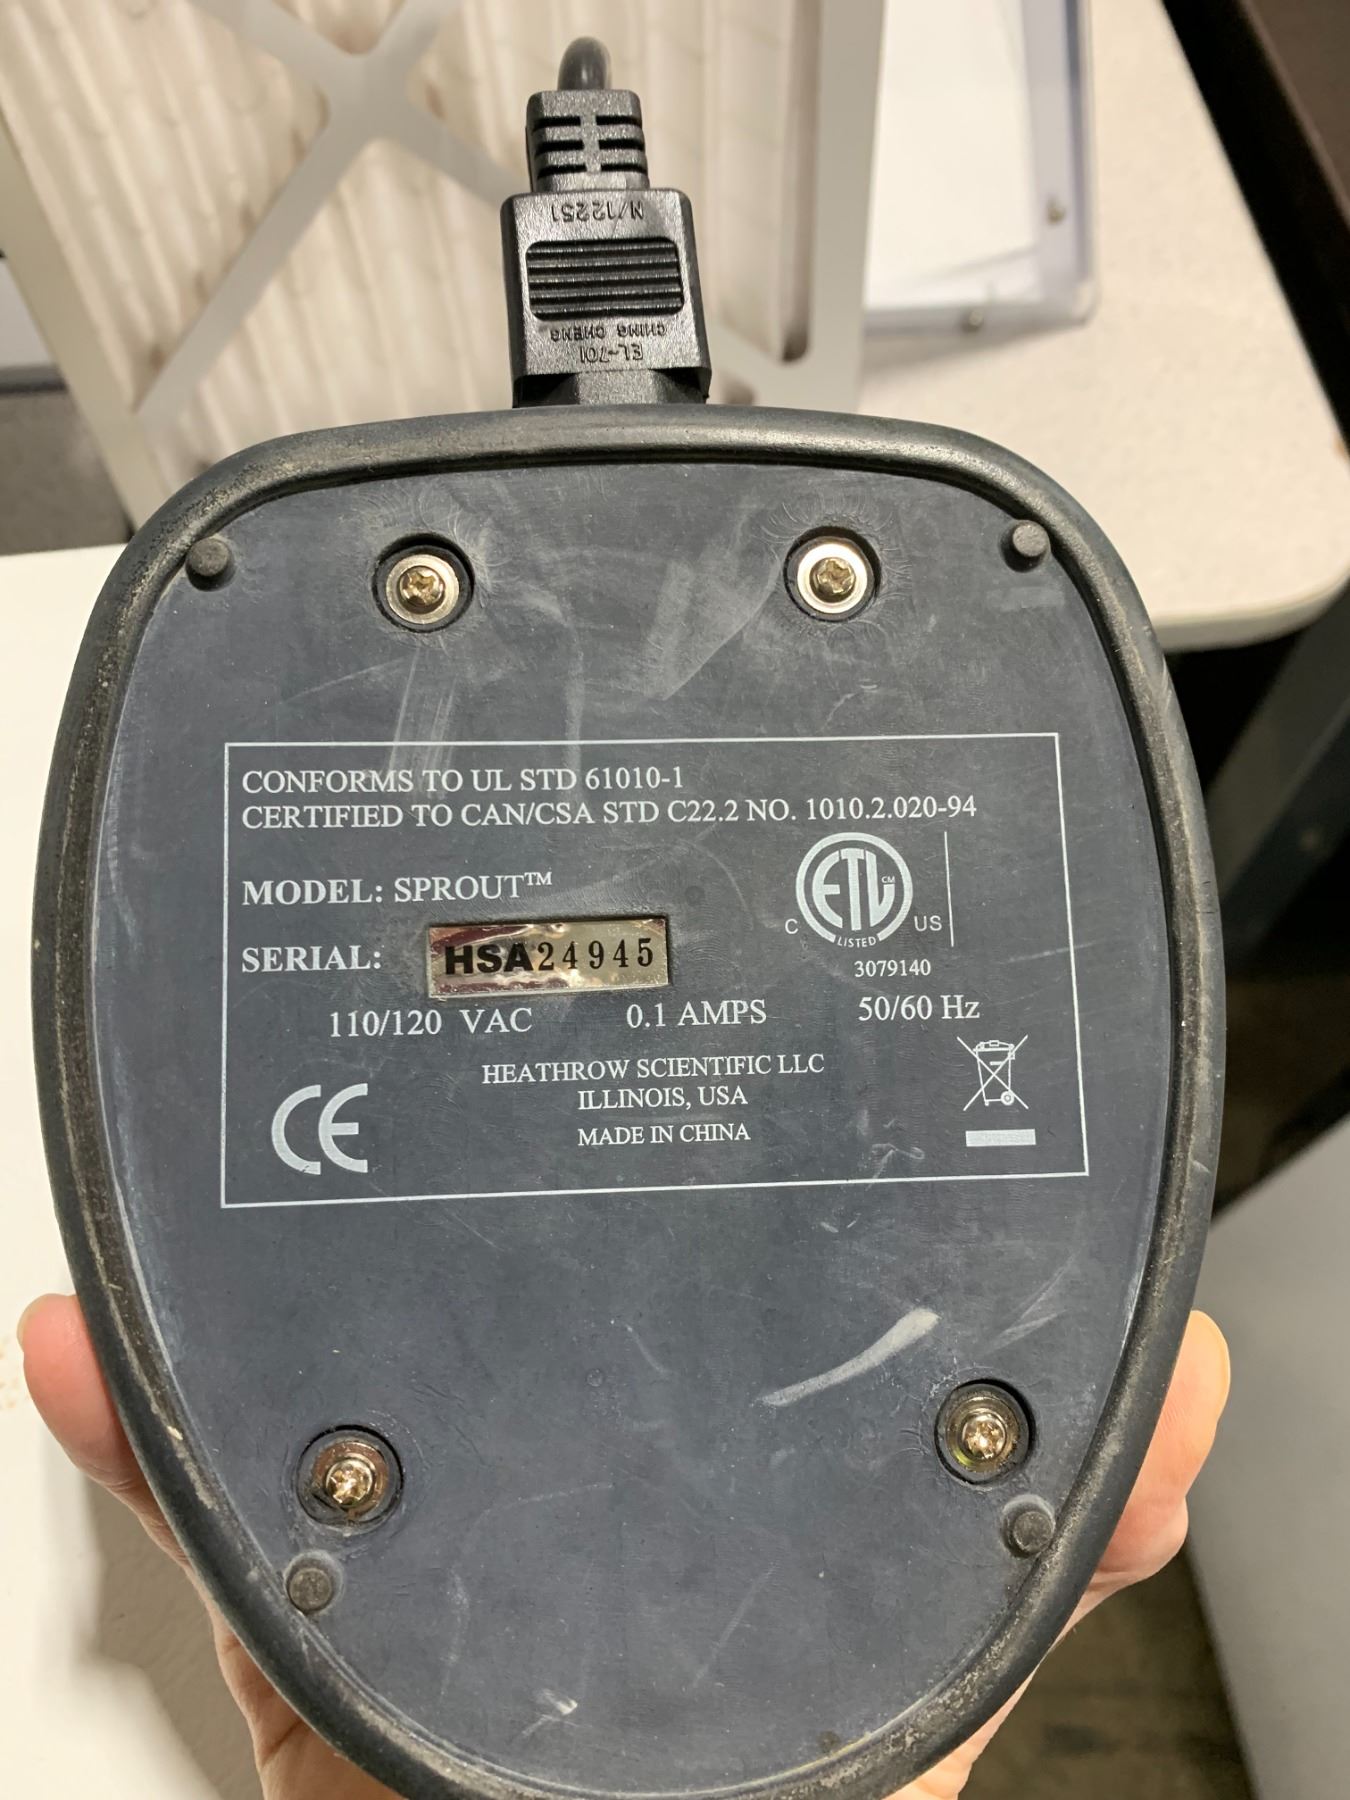 N/12251
CHING CHENG
EL-701
CONFORMS TO UL STD 61010-1
CERTIFIED TO CAN/CSA STD C22.2 NO. 1010.2.020-94
MODEL: SPROUT™
SERIAL: HSA24945
C ETL CM US
LISTED
3079140
110/120 VAC 0.1 AMPS 50/60 Hz
HEATHROW SCIENTIFIC LLC
ILLINOIS, USA
MADE IN CHINA
CE